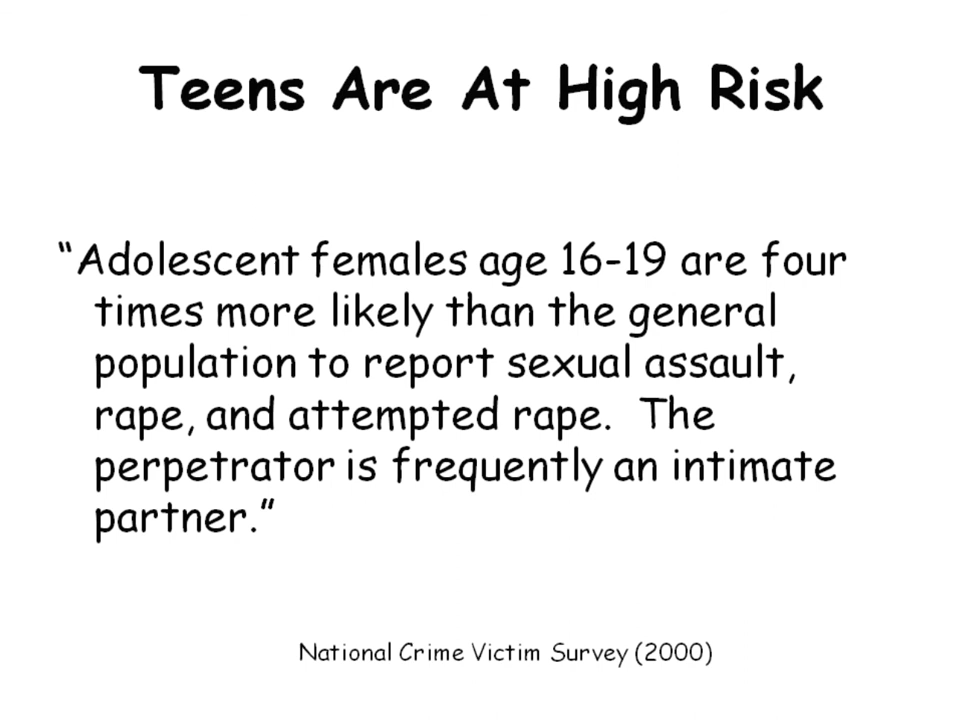 Teens Are At High Risk
“Adolescent females age 16-19 are four
times more likely than the general
population to report sexual assault,
rape, and attempted rape.  The
perpetrator is frequently an intimate
partner.”
National Crime Victim Survey (2000)